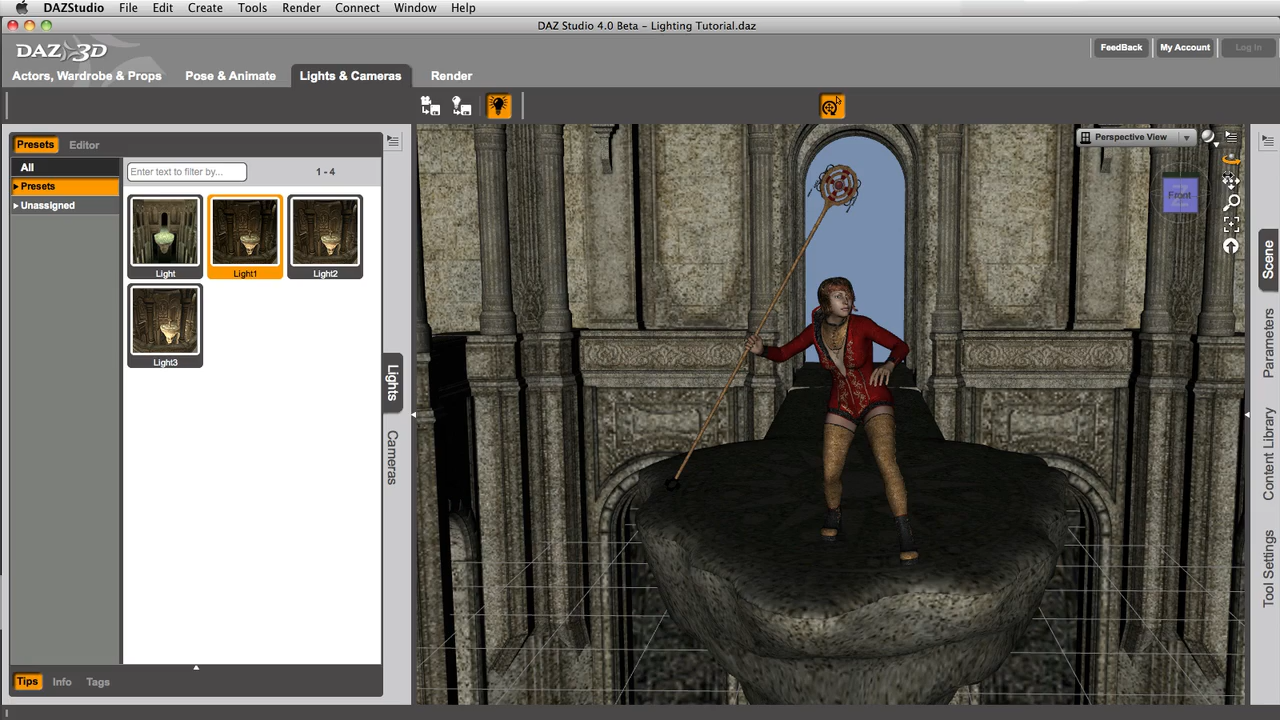 DAZStudio File Edit Create Tools Render Connect Window Help
DAZ Studio 4.0 Beta - Lighting Tutorial.daz
DAZ 3D
FeedBack My Account Log In
Actors, Wardrobe & Props Pose & Animate Lights & Cameras Render
Presets Editor
Perspective View
All
Enter text to filter by... 1 - 4
Presets
Unassigned
Front
Light Light1 Light2
Light3
Lights
Cameras
Scene
Parameters
Content Library
Tool Settings
Tips Info Tags